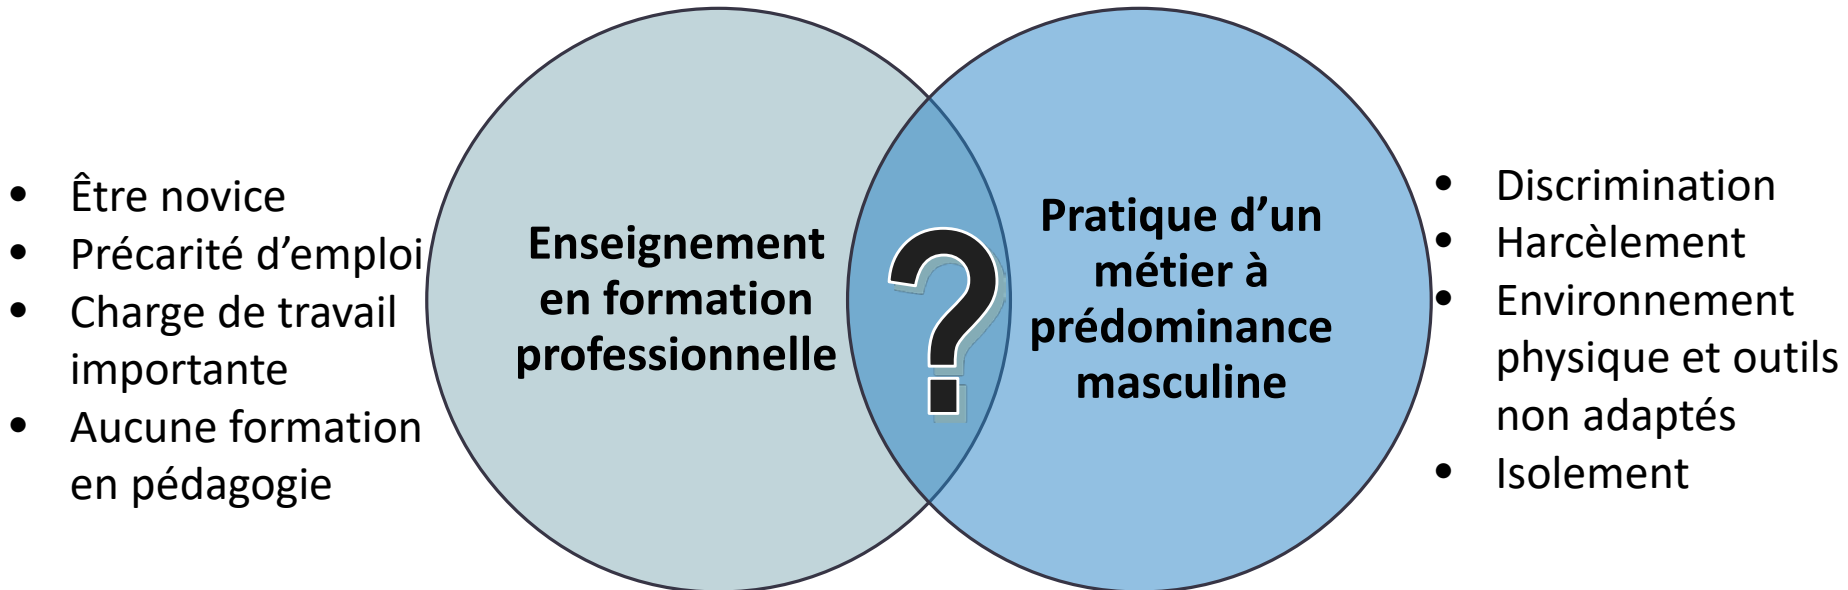 • Être novice
• Précarité d’emploi
• Charge de travail
importante
• Aucune formation
en pédagogie
Enseignement
en formation
professionnelle
?
Pratique d’un
métier à
prédominance
masculine
• Discrimination
• Harcèlement
• Environnement
physique et outils
non adaptés
• Isolement